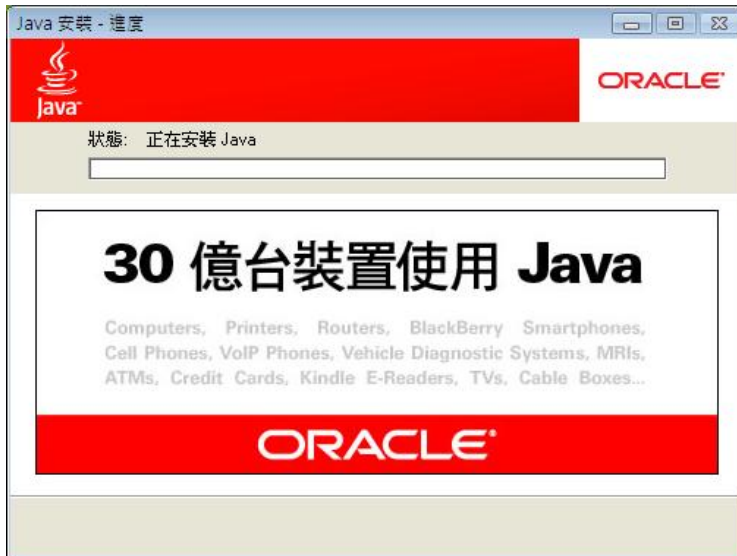 Java 安裝 - 進度
Java
ORACLE
狀態: 正在安裝 Java
30 億台裝置使用 Java
Computers, Printers, Routers, BlackBerry Smartphones,
Cell Phones, VoIP Phones, Vehicle Diagnostic Systems, MRIs,
ATMs, Credit Cards, Kindle E-Readers, TVs, Cable Boxes...
ORACLE